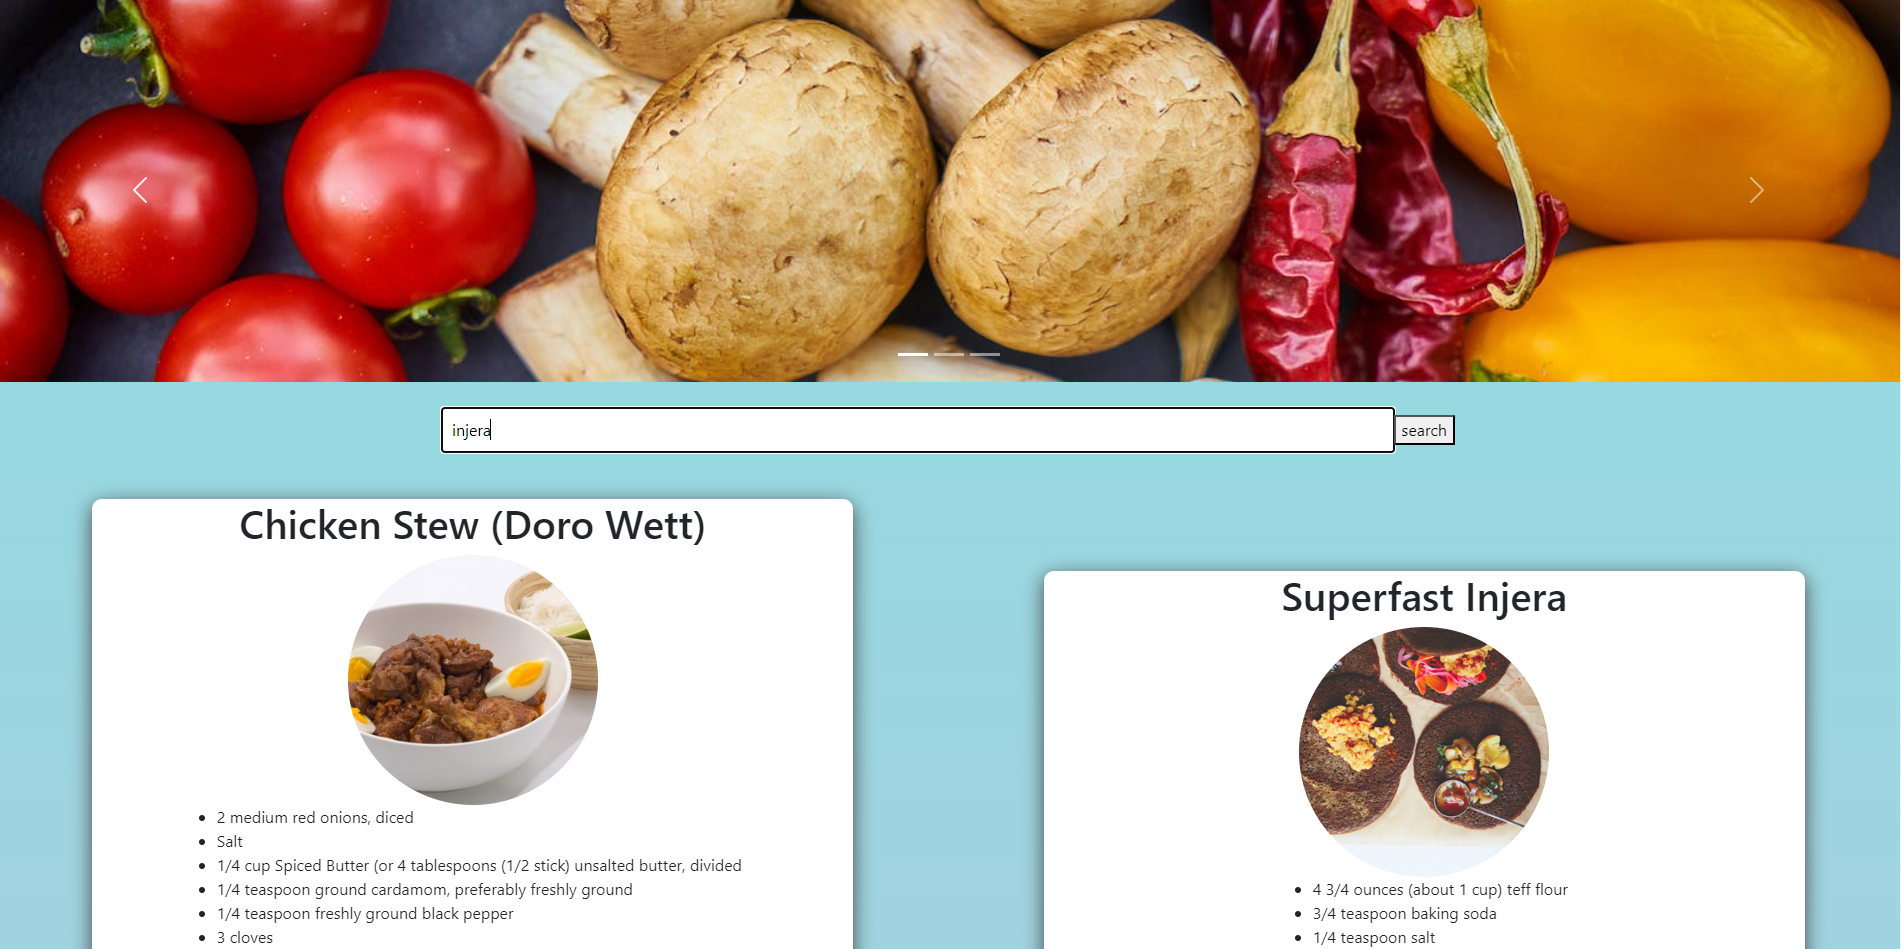 injera
search
Chicken Stew (Doro Wett)
2 medium red onions, diced
Salt
1/4 cup Spiced Butter (or 4 tablespoons (1/2 stick) unsalted butter, divided
1/4 teaspoon ground cardamom, preferably freshly ground
1/4 teaspoon freshly ground black pepper
3 cloves
Superfast Injera
4 3/4 ounces (about 1 cup) teff flour
3/4 teaspoon baking soda
1/4 teaspoon salt